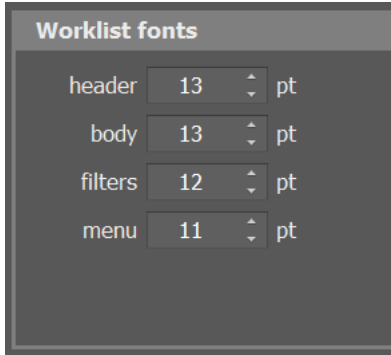 Worklist fonts
header 13 pt
body 13 pt
filters 12 pt
menu 11 pt